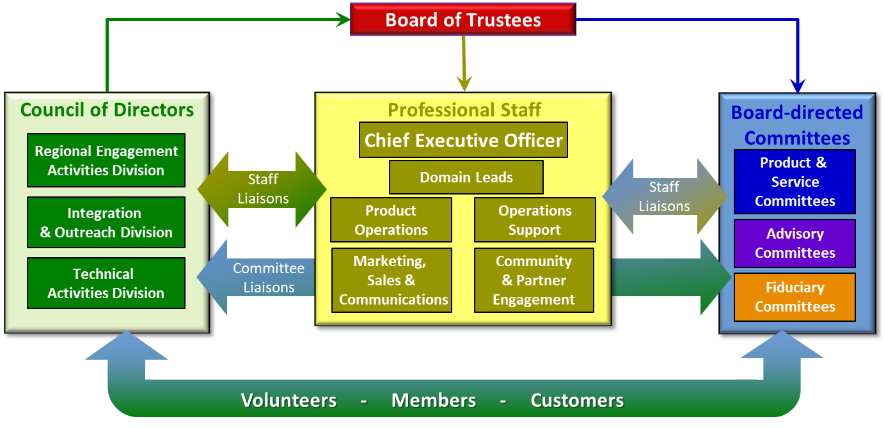 Board of Trustees
Council of Directors
Regional Engagement
Activities Division
Integration
& Outreach Division
Technical
Activities Division
Staff
Liaisons
Committee
Liaisons
Professional Staff
Chief Executive Officer
Domain Leads
Product
Operations
Operations
Support
Marketing,
Sales &
Communications
Community
& Partner
Engagement
Staff
Liaisons
Board-directed
Committees
Product &
Service
Committees
Advisory
Committees
Fiduciary
Committees
Volunteers - Members - Customers